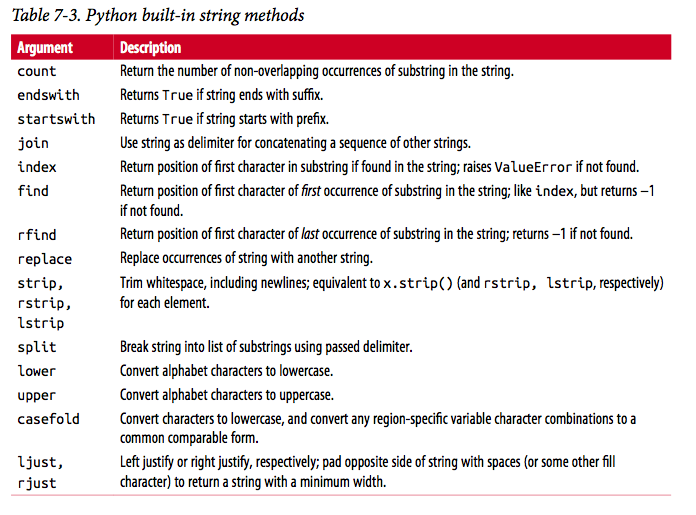 Table 7-3. Python built-in string methods
Argument Description
count Return the number of non-overlapping occurrences of substring in the string.
endswith Returns True if string ends with suffix.
startswith Returns True if string starts with prefix.
join Use string as delimiter for concatenating a sequence of other strings.
index Return position of first character in substring if found in the string; raises ValueError if not found.
find Return position of first character of first occurrence of substring in the string; like index, but returns –1
if not found.
rfind Return position of first character of last occurrence of substring in the string; returns –1 if not found.
replace Replace occurrences of string with another string.
strip, Trim whitespace, including newlines; equivalent to x.strip() (and rstrip, lstrip, respectively)
rstrip, for each element.
lstrip
split Break string into list of substrings using passed delimiter.
lower Convert alphabet characters to lowercase.
upper Convert alphabet characters to uppercase.
casefold Convert characters to lowercase, and convert any region-specific variable character combinations to a
common comparable form.
ljust, Left justify or right justify, respectively; pad opposite side of string with spaces (or some other fill
rjust character) to return a string with a minimum width.